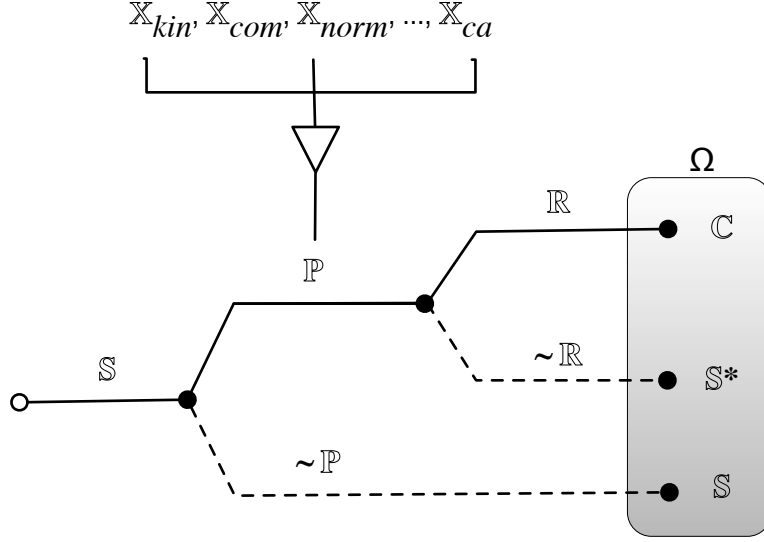 𝕏kin, 𝕏com, 𝕏norm, ..., 𝕏ca
Ω
ℝ
ℂ
ℙ
~ℝ
𝕊*
𝕊
~ℙ
𝕊